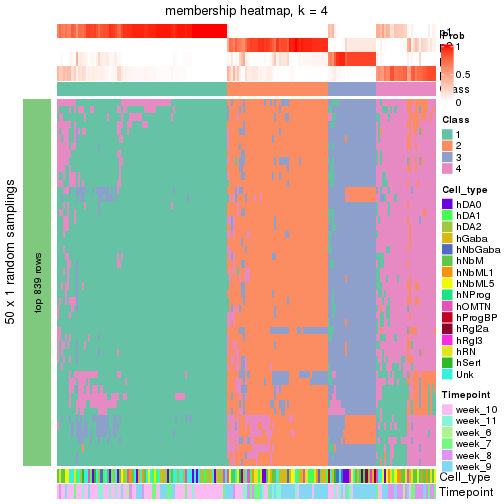 membership heatmap, k = 4
50 x 1 random samplings
top 839 rows
p1
Prob
1
0.5
0
Class
1
2
3
4
Cell_type
hDA0
hDA1
hDA2
hGaba
hNbGaba
hNbM
hNbML1
hNbML5
hNProg
hOMTN
hProgBP
hRgl2a
hRgl3
hRN
hSert
Unk
Timepoint
week_10
week_11
week_6
week_7
week_8
week_9
Cell_type
Timepoint